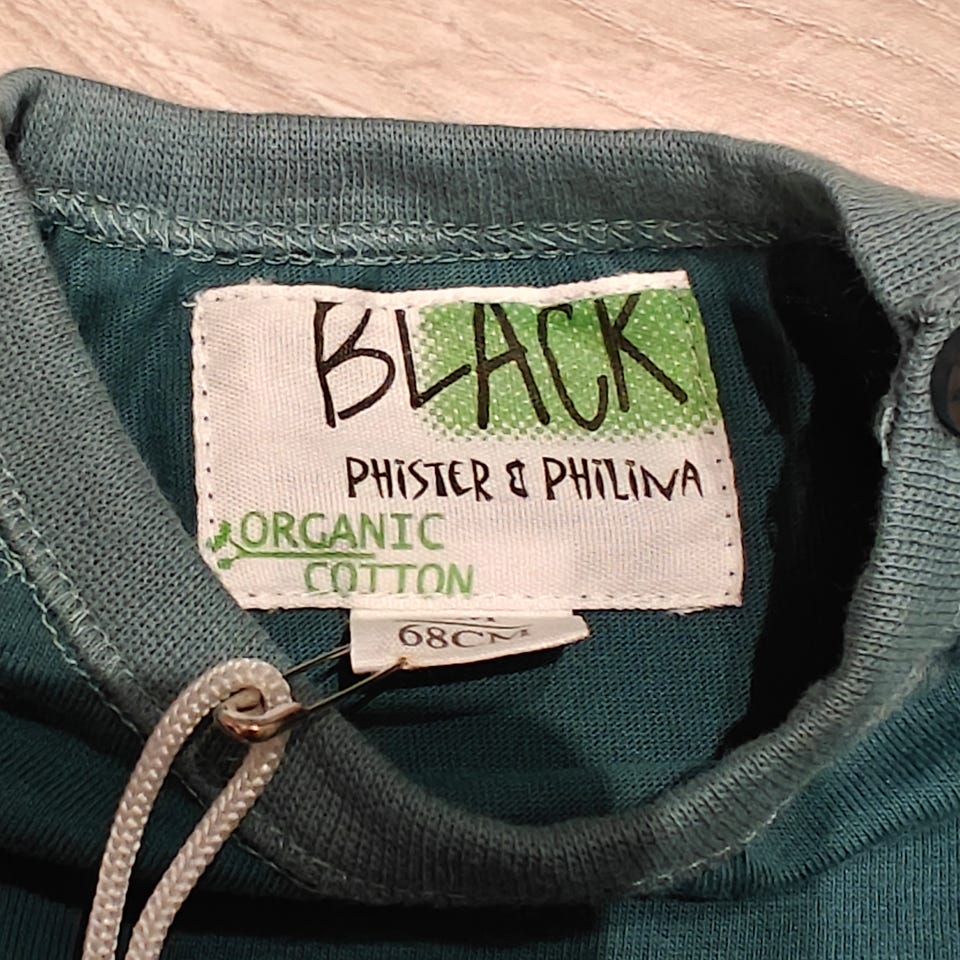 BLACK
PHiSTER & PHiLiNA
ORGANIC
COTTON
68CM